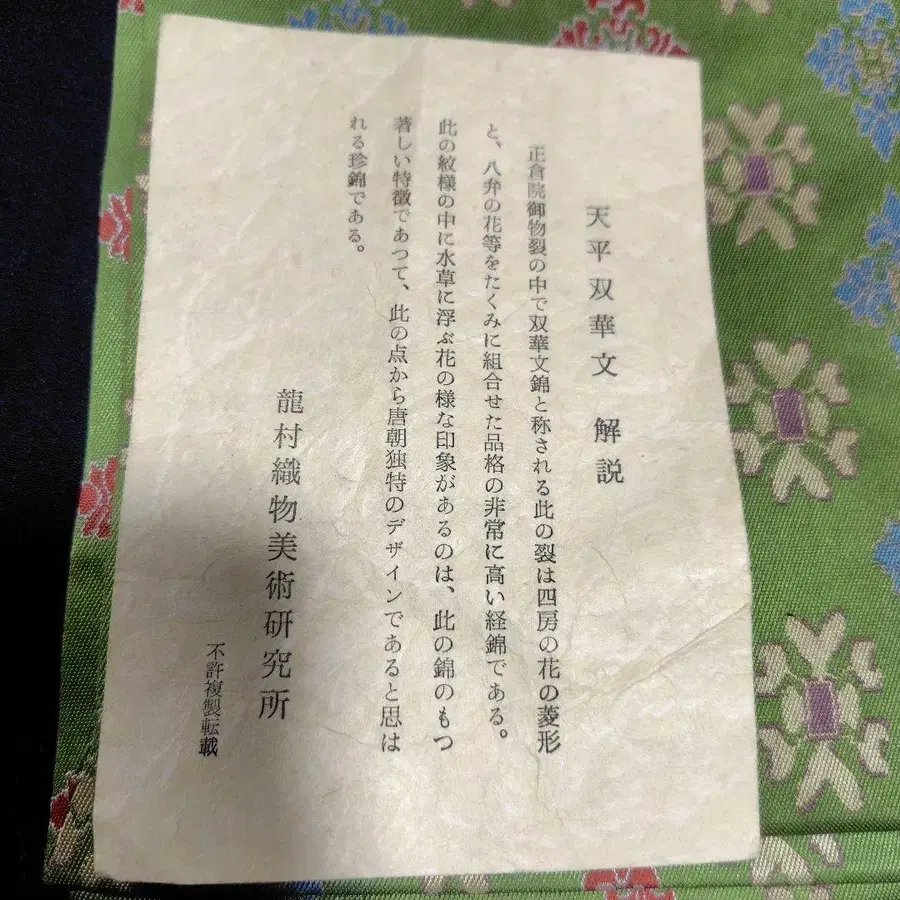 天平双華文 解説
正倉院御物裂の中で双華文錦と称される此の裂は四房の花の菱形
と、八弁の花等をたくみに組合せた品格の非常に高い経錦である。
此の紋様の中に水草に浮ぶ花の様な印象があるのは、此の錦のもつ
著しい特徴であつて、此の点から唐朝独特のデザインであると思は
れる珍錦である。
龍村織物美術研究所
不許複製転載